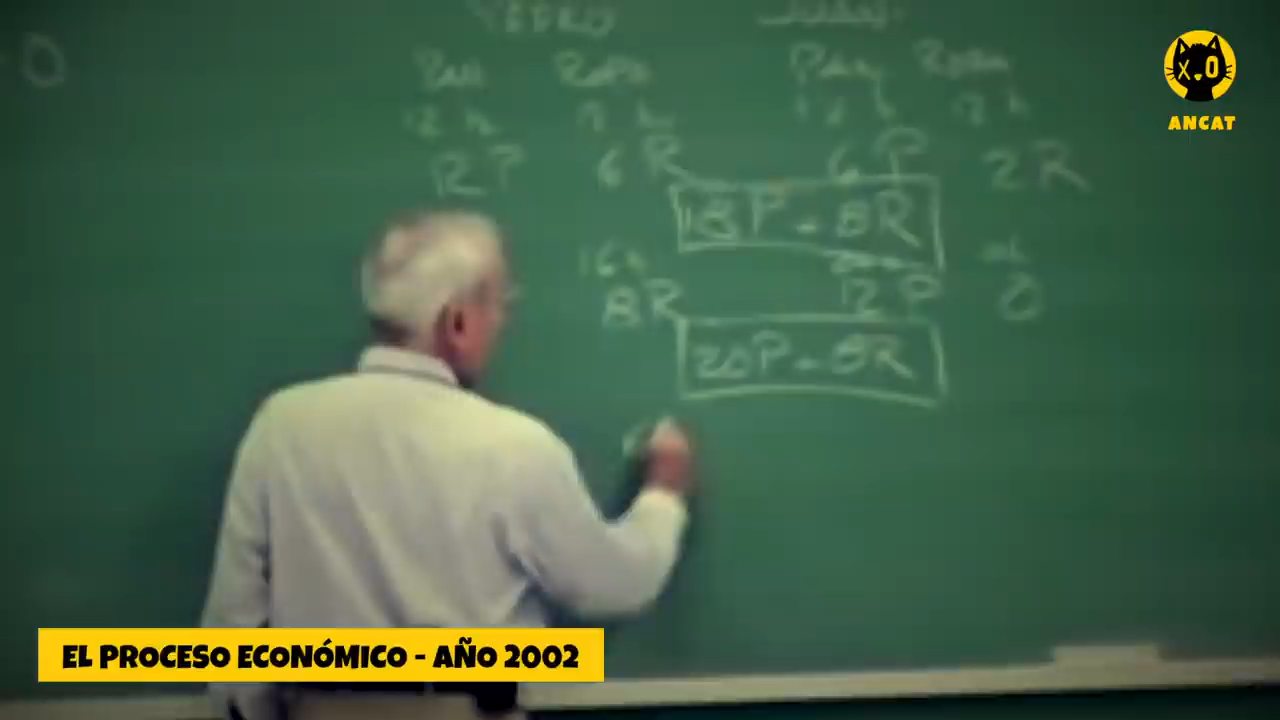 PEDRO JUAN
PAN ROPA PAN ROPA
12 h 12 h 12 h 12 h
12 P 6 R 6 P 2 R
18 P - 8 R
16 h
8 R 12 P 0
20 P - 8 R
O
X.O
ANCAT
EL PROCESO ECONÓMICO - AÑO 2002